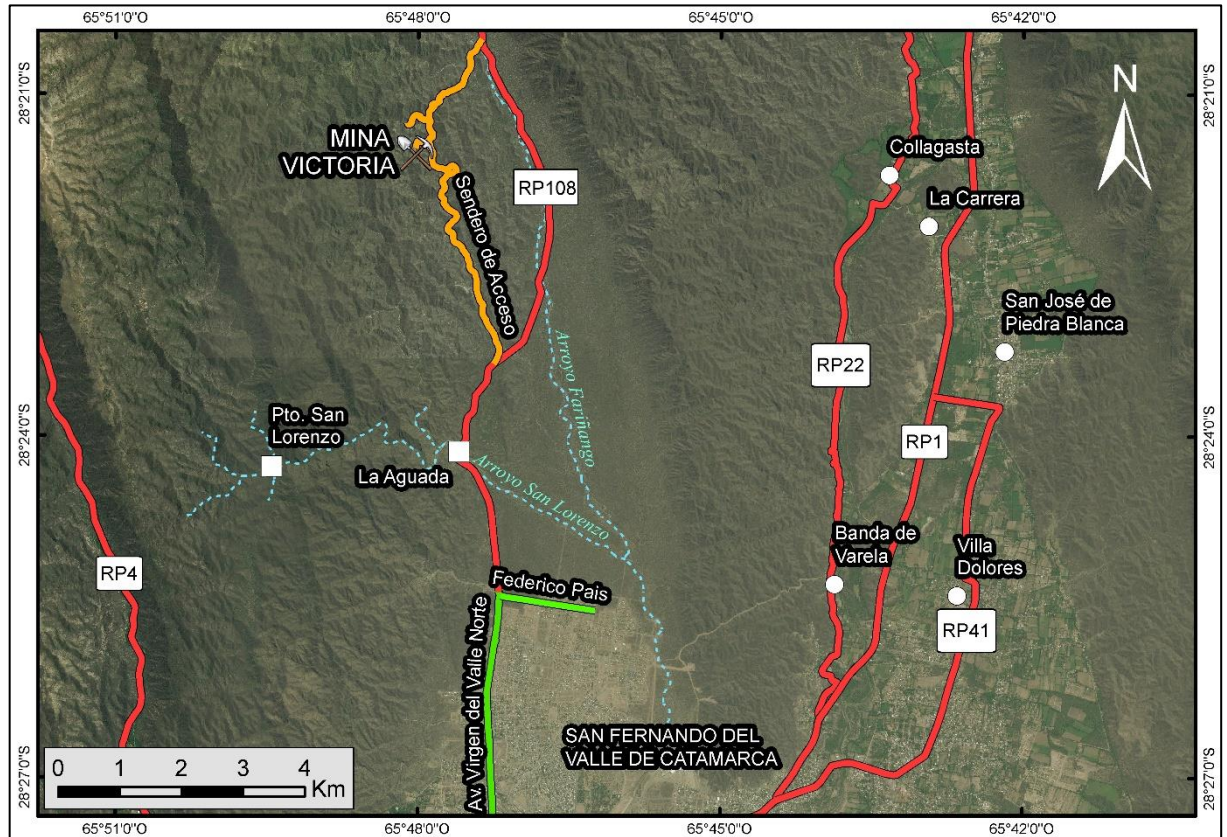 65°51'0"O
65°48'0"O
65°45'0"O
65°42'0"O
28°21'0"S
28°21'0"S
N
MINA
VICTORIA
RP108
Sendero de Acceso
Collagasta
La Carrera
San José de
Piedra Blanca
RP22
Arroyo Fariñango
Pto. San
Lorenzo
28°24'0"S
28°24'0"S
La Aguada
Arroyo San Lorenzo
RP1
Banda de
Varela
Villa
Dolores
RP4
Federico Pais
RP41
Av. Virgen del Valle Norte
SAN FERNANDO DEL
VALLE DE CATAMARCA
28°27'0"S
28°27'0"S
0 1 2 3 4
Km
65°51'0"O
65°48'0"O
65°45'0"O
65°42'0"O